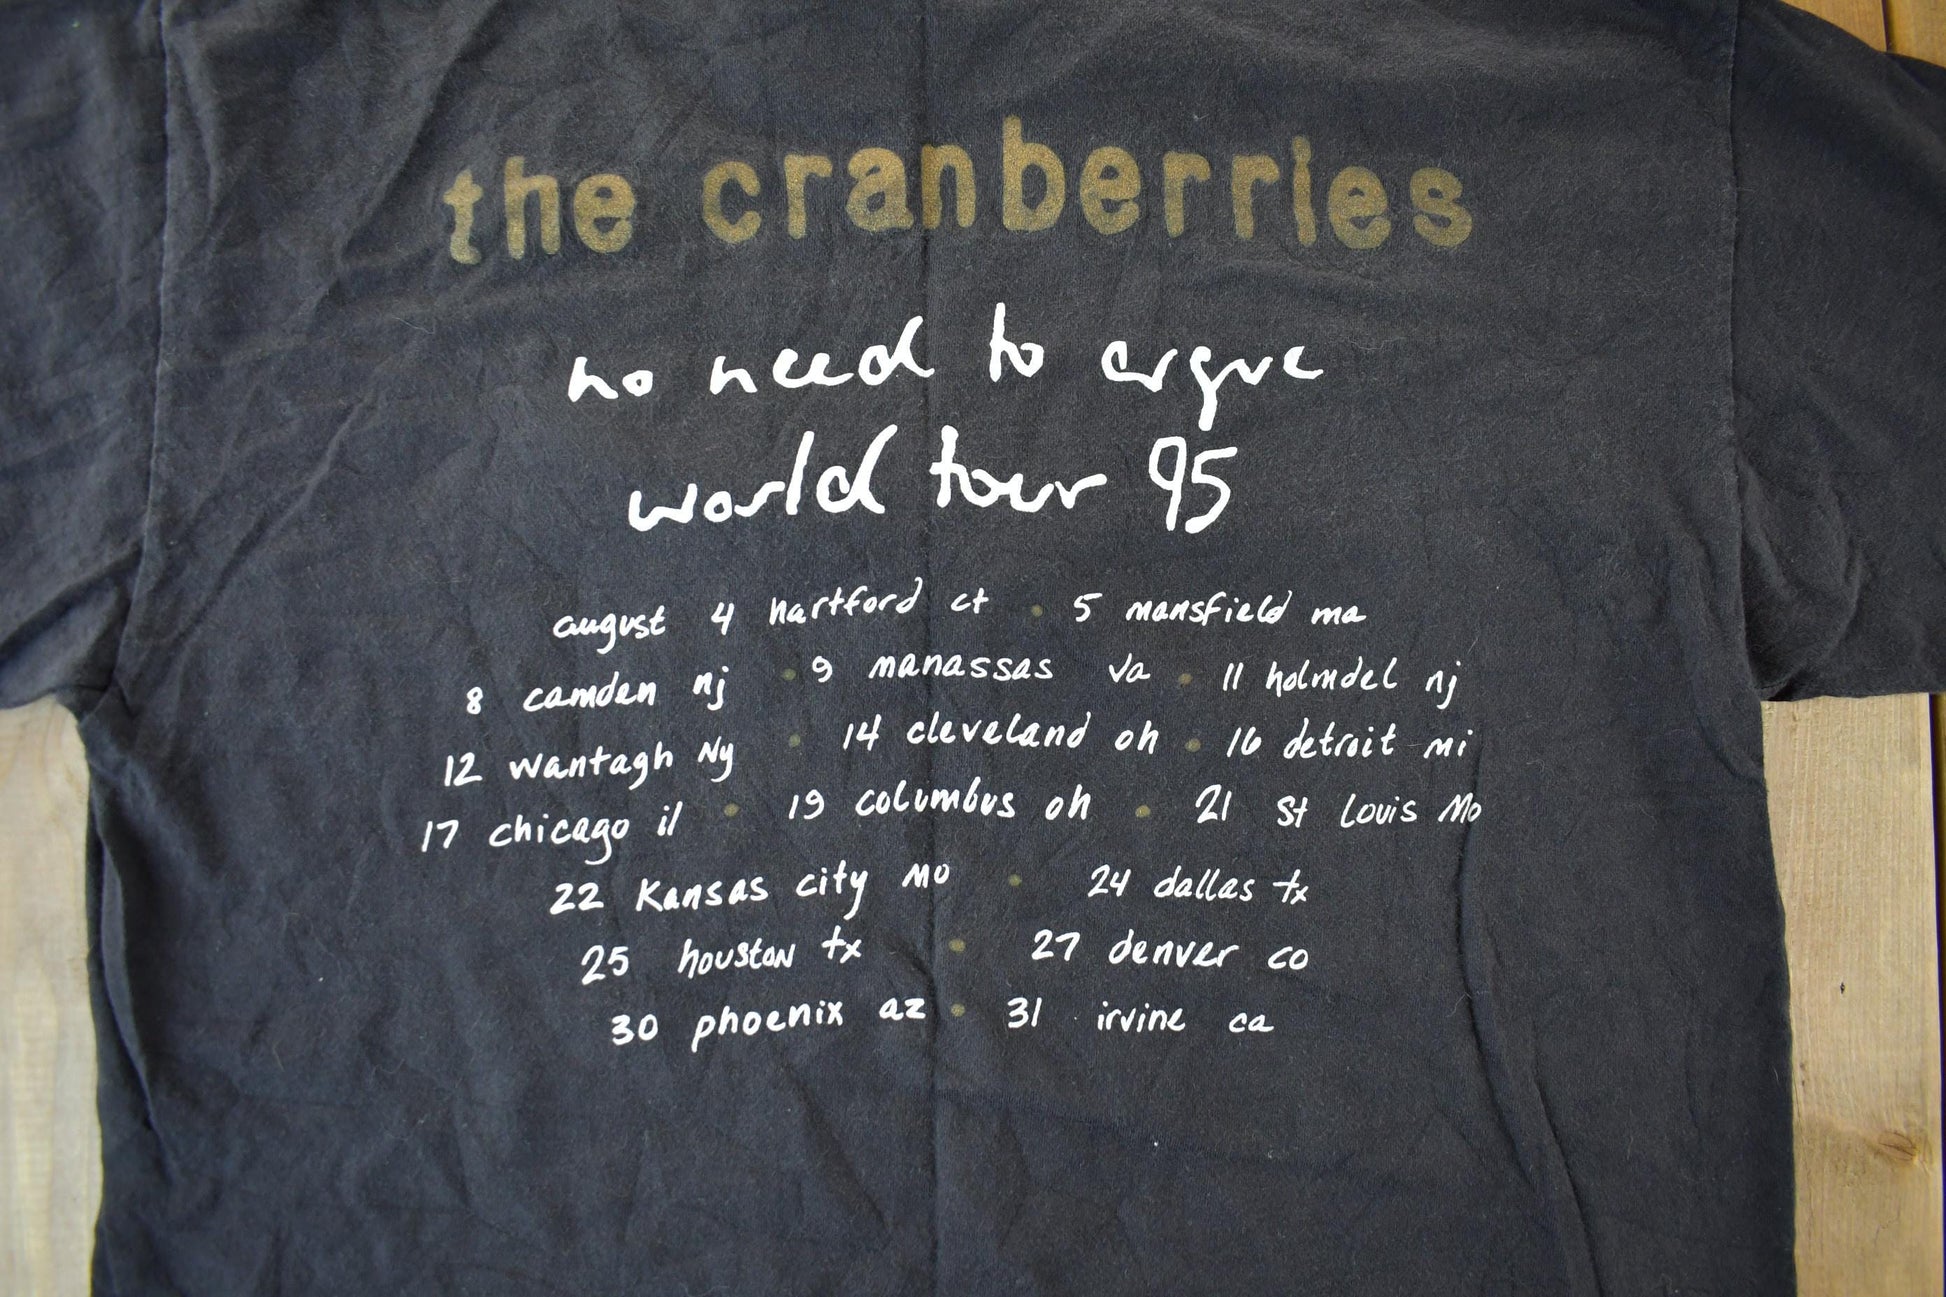 the cranberries
no need to argue
world tour 95
august 4 hartford ct • 5 mansfield ma
8 camden nj • 9 manassas va • 11 holmdel nj
12 wantagh Ny • 14 cleveland oh • 16 detroit mi
17 chicago il • 19 columbus oh • 21 St Louis Mo
22 Kansas city Mo • 24 dallas tx
25 houston tx • 27 denver co
30 phoenix az • 31 irvine ca